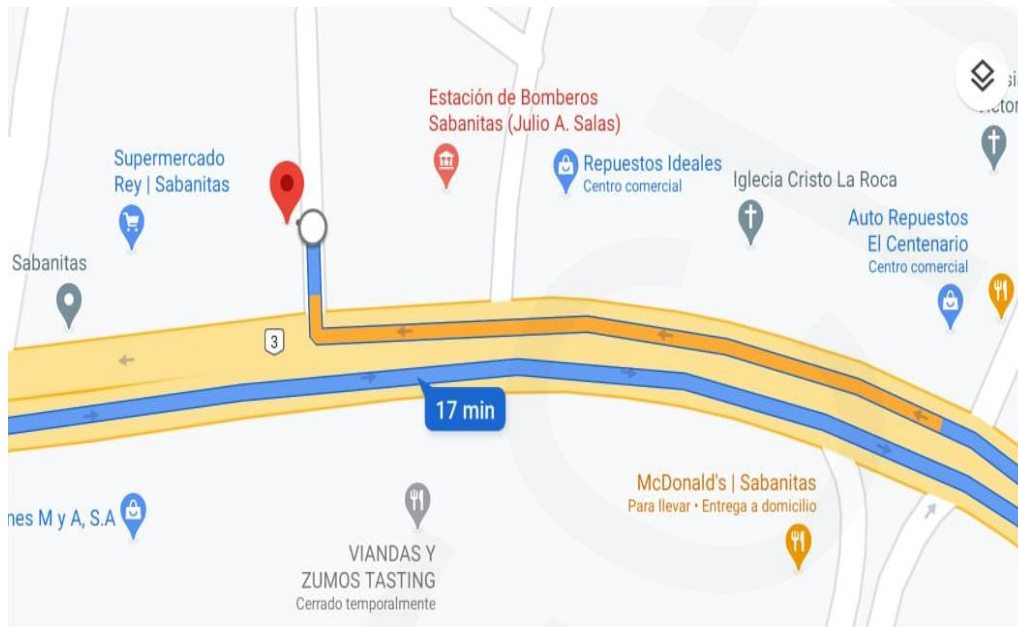 Estación de Bomberos
Sabanitas (Julio A. Salas)
Supermercado
Rey | Sabanitas
Repuestos Ideales
Centro comercial
Iglecia Cristo La Roca
Auto Repuestos
El Centenario
Centro comercial
Sabanitas
3
17 min
McDonald's | Sabanitas
Para llevar • Entrega a domicilio
nes M y A, S.A
VIANDAS Y
ZUMOS TASTING
Cerrado temporalmente